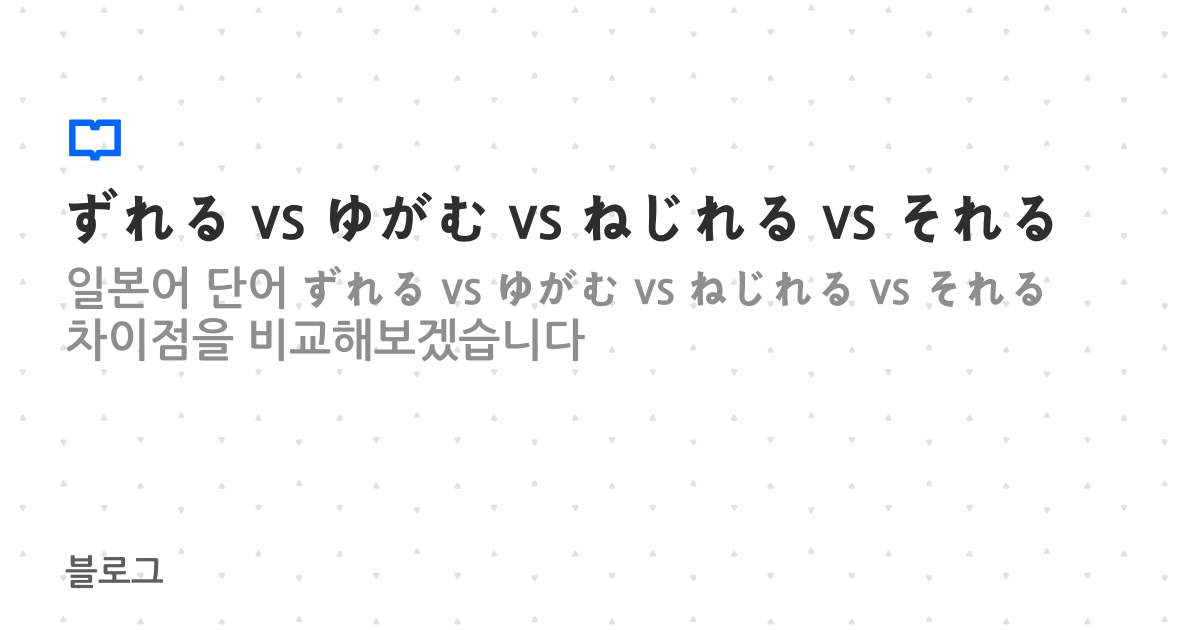 ずれる vs ゆがむ vs ねじれる vs それる
일본어 단어 ずれる vs ゆがむ vs ねじれる vs それる
차이점을 비교해보겠습니다
블로그